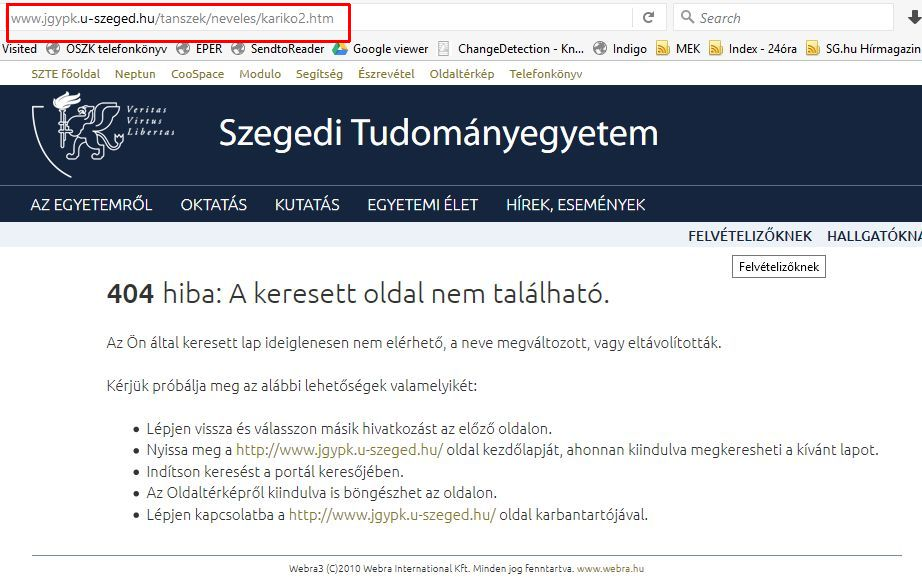 www.jgypk.u-szeged.hu/tanszek/neveles/kariko2.htm
Search
Visited OSZK telefonkönyv EPER SendtoReader Google viewer ChangeDetection - Kn... Indigo MEK Index - 24óra SG.hu Hírmagazin
SZTE főoldal Neptun CooSpace Modulo Segítség Észrevétel Oldaltérkép Telefonkönyv
Veritas
Virtus
Libertas
Szegedi Tudományegyetem
AZ EGYETEMRŐL OKTATÁS KUTATÁS EGYETEMI ÉLET HÍREK, ESEMÉNYEK
FELVÉTELIZŐKNEK HALLGATÓKNA
Felvételizőknek
404 hiba: A keresett oldal nem található.
Az Ön által keresett lap ideiglenesen nem elérhető, a neve megváltozott, vagy eltávolították.
Kérjük próbálja meg az alábbi lehetőségek valamelyikét:
• Lépjen vissza és válasszon másik hivatkozást az előző oldalon.
• Nyissa meg a http://www.jgypk.u-szeged.hu/ oldal kezdőlapját, ahonnan kiindulva megkeresheti a kívánt lapot.
• Indítson keresést a portál keresőjében.
• Az Oldaltérképről kiindulva is böngészhet az oldalon.
• Lépjen kapcsolatba a http://www.jgypk.u-szeged.hu/ oldal karbantartójával.
Webra3 (C)2010 Webra International Kft. Minden jog fenntartva. www.webra.hu